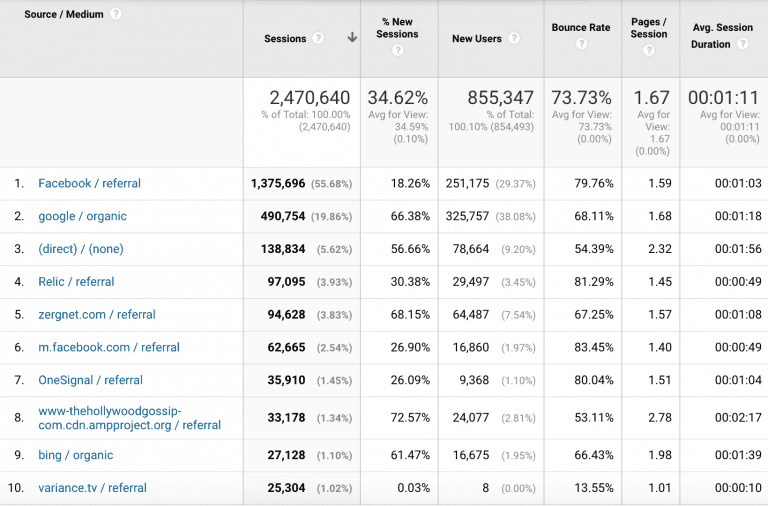 Source / Medium ? Sessions ? ↓ % New Sessions ? New Users ? Bounce Rate ? Pages / Session ? Avg. Session Duration ?
2,470,640 34.62% 855,347 73.73% 1.67 00:01:11
% of Total: 100.00% (2,470,640) Avg for View: 34.59% (0.10%) % of Total: 100.10% (854,493) Avg for View: 73.73% (0.00%) Avg for View: 1.67 (0.00%) Avg for View: 00:01:11 (0.00%)
1. Facebook / referral 1,375,696 (55.68%) 18.26% 251,175 (29.37%) 79.76% 1.59 00:01:03
2. google / organic 490,754 (19.86%) 66.38% 325,757 (38.08%) 68.11% 1.68 00:01:18
3. (direct) / (none) 138,834 (5.62%) 56.66% 78,664 (9.20%) 54.39% 2.32 00:01:56
4. Relic / referral 97,095 (3.93%) 30.38% 29,497 (3.45%) 81.29% 1.45 00:00:49
5. zergnet.com / referral 94,628 (3.83%) 68.15% 64,487 (7.54%) 67.25% 1.57 00:01:08
6. m.facebook.com / referral 62,665 (2.54%) 26.90% 16,860 (1.97%) 83.45% 1.40 00:00:49
7. OneSignal / referral 35,910 (1.45%) 26.09% 9,368 (1.10%) 80.04% 1.51 00:01:04
8. www-thehollywoodgossip-com.cdn.ampproject.org / referral 33,178 (1.34%) 72.57% 24,077 (2.81%) 53.11% 2.78 00:02:17
9. bing / organic 27,128 (1.10%) 61.47% 16,675 (1.95%) 66.43% 1.98 00:01:39
10. variance.tv / referral 25,304 (1.02%) 0.03% 8 (0.00%) 13.55% 1.01 00:00:10